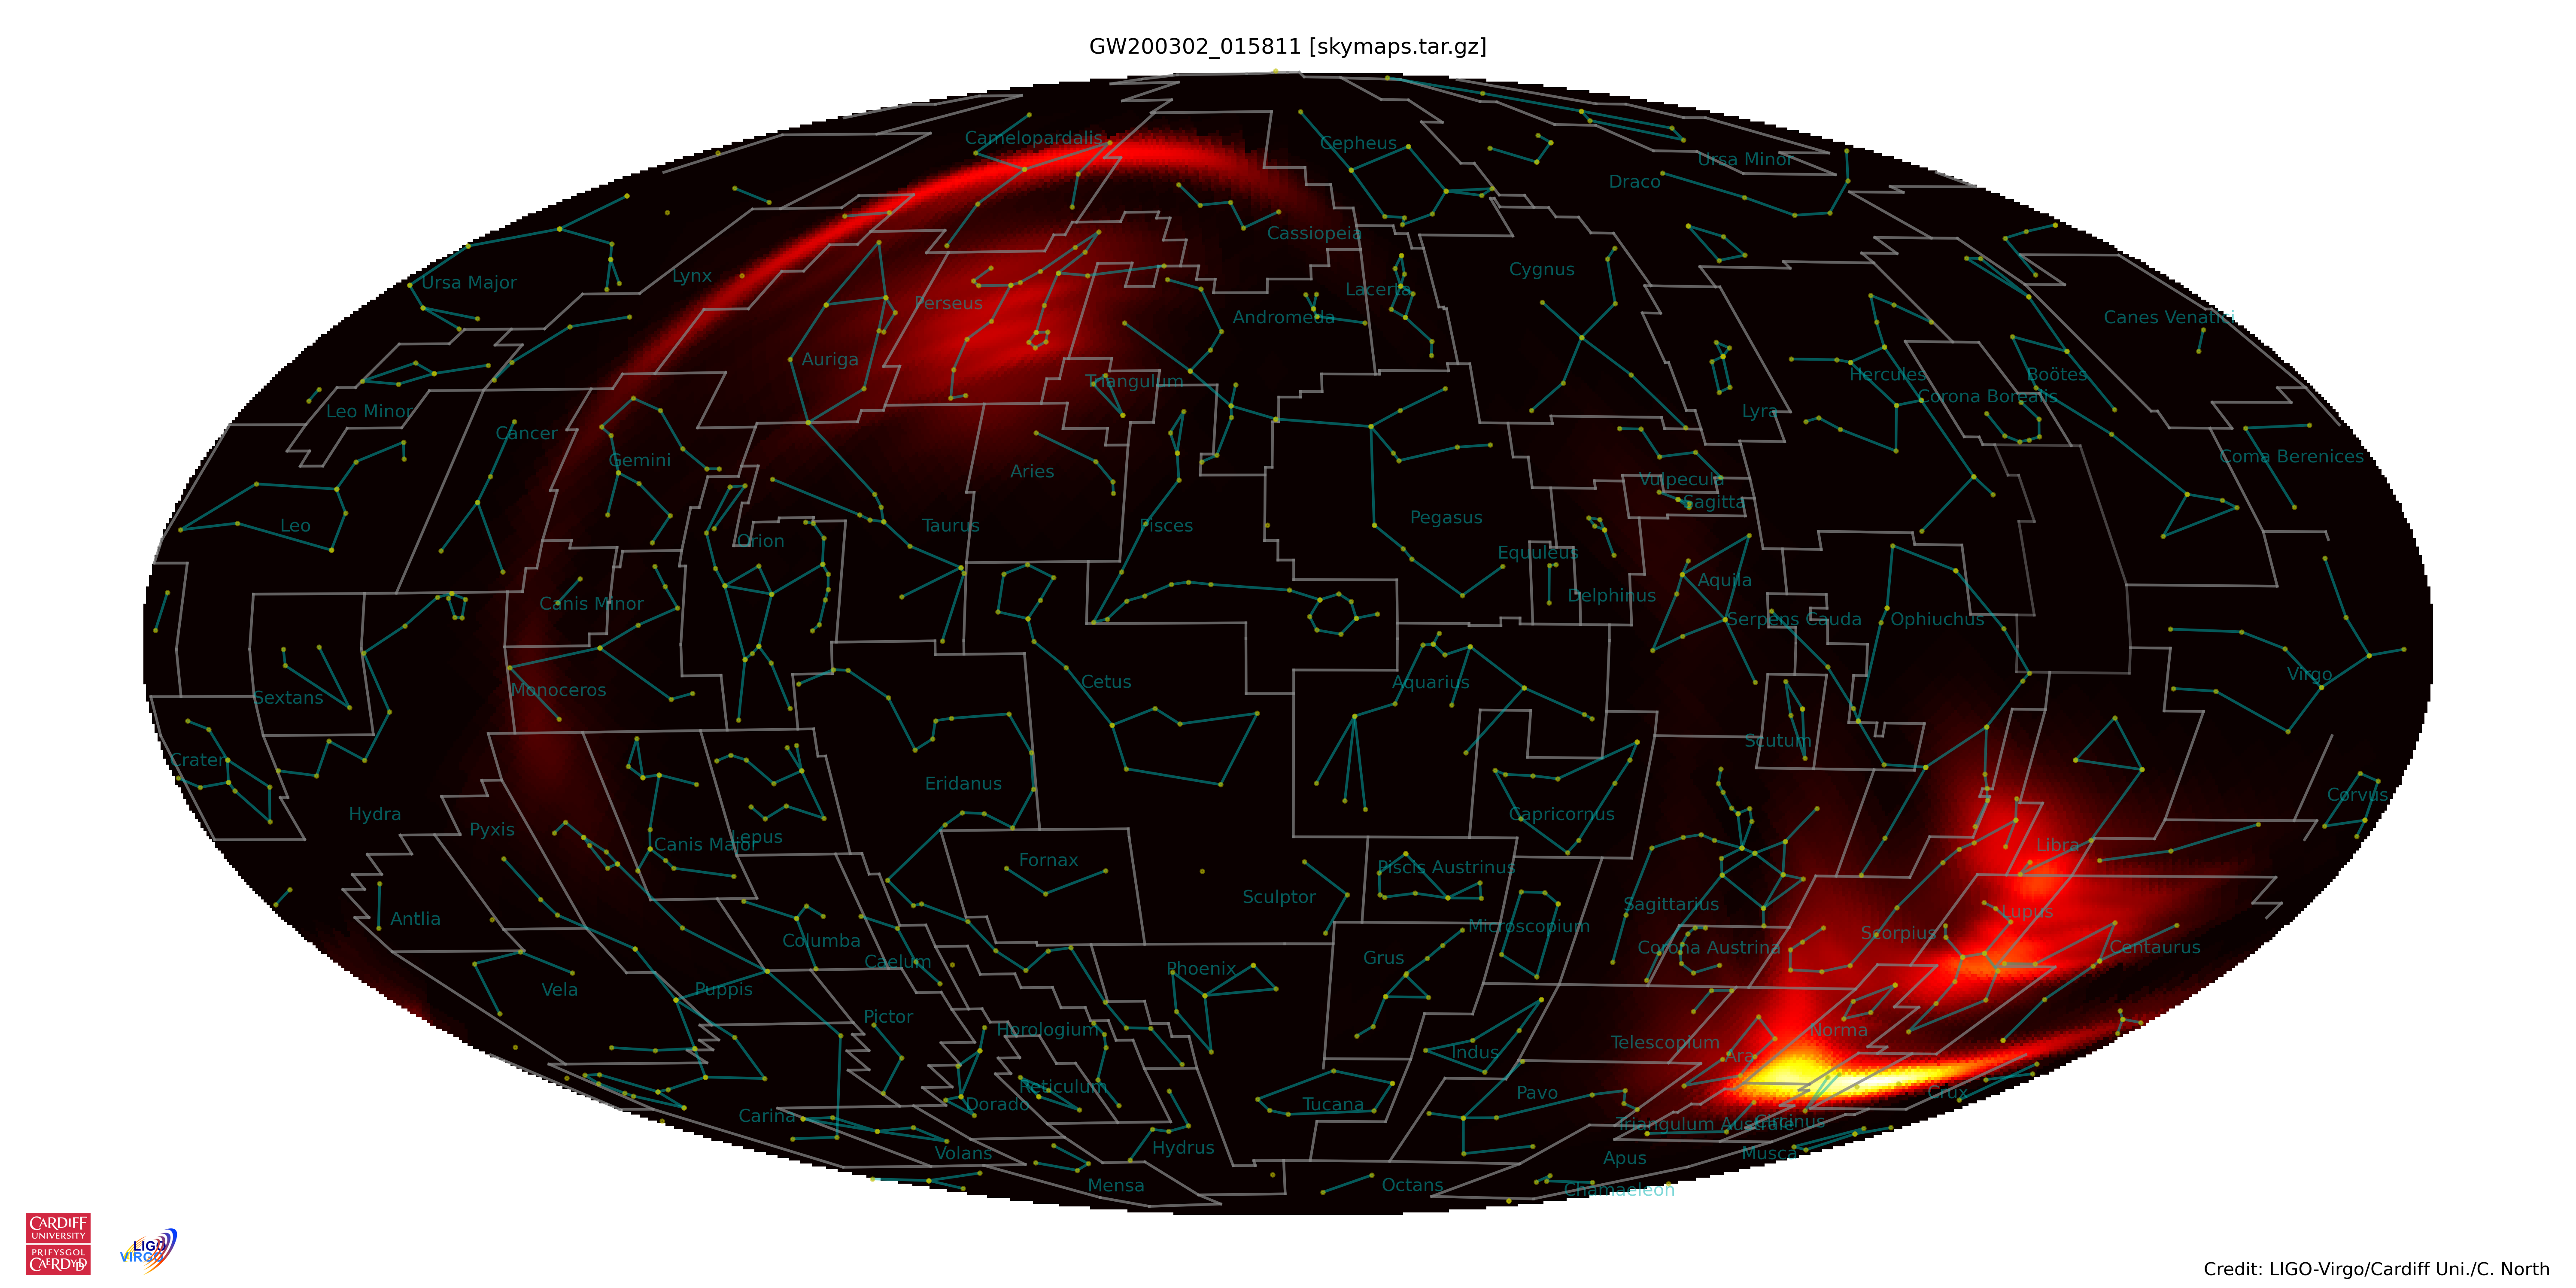 GW200302_015811 [skymaps.tar.gz]
Camelopardalis
Cepheus
Ursa Minor
Draco
Cassiopeia
Ursa Major
Lynx
Cygnus
Perseus
Lacerta
Andromeda
Canes Venatici
Auriga
Triangulum
Hercules
Boötes
Corona Borealis
Leo Minor
Lyra
Cancer
Gemini
Aries
Coma Berenices
Vulpecula
Sagitta
Leo
Orion
Taurus
Pisces
Pegasus
Equuleus
Aquila
Canis Minor
Delphinus
Serpens Cauda
Ophiuchus
Sextans
Monoceros
Cetus
Aquarius
Virgo
Scutum
Crater
Hydra
Pyxis
Eridanus
Capricornus
Corvus
Canis Major
Lepus
Libra
Fornax
Piscis Austrinus
Sculptor
Sagittarius
Lupus
Antlia
Microscopium
Scorpius
Columba
Corona Austrina
Centaurus
Caelum
Phoenix
Grus
Vela
Puppis
Pictor
Horologium
Norma
Telescopium
Indus
Ara
Reticulum
Pavo
Crux
Dorado
Tucana
Carina
Triangulum Australe
Circinus
Volans
Hydrus
Apus
Musca
Mensa
Octans
Chamaeleon
CARDIFF
UNIVERSITY
PRIFYSGOL
CAERDYDD
LIGO
VIRGO
Credit: LIGO-Virgo/Cardiff Uni./C. North